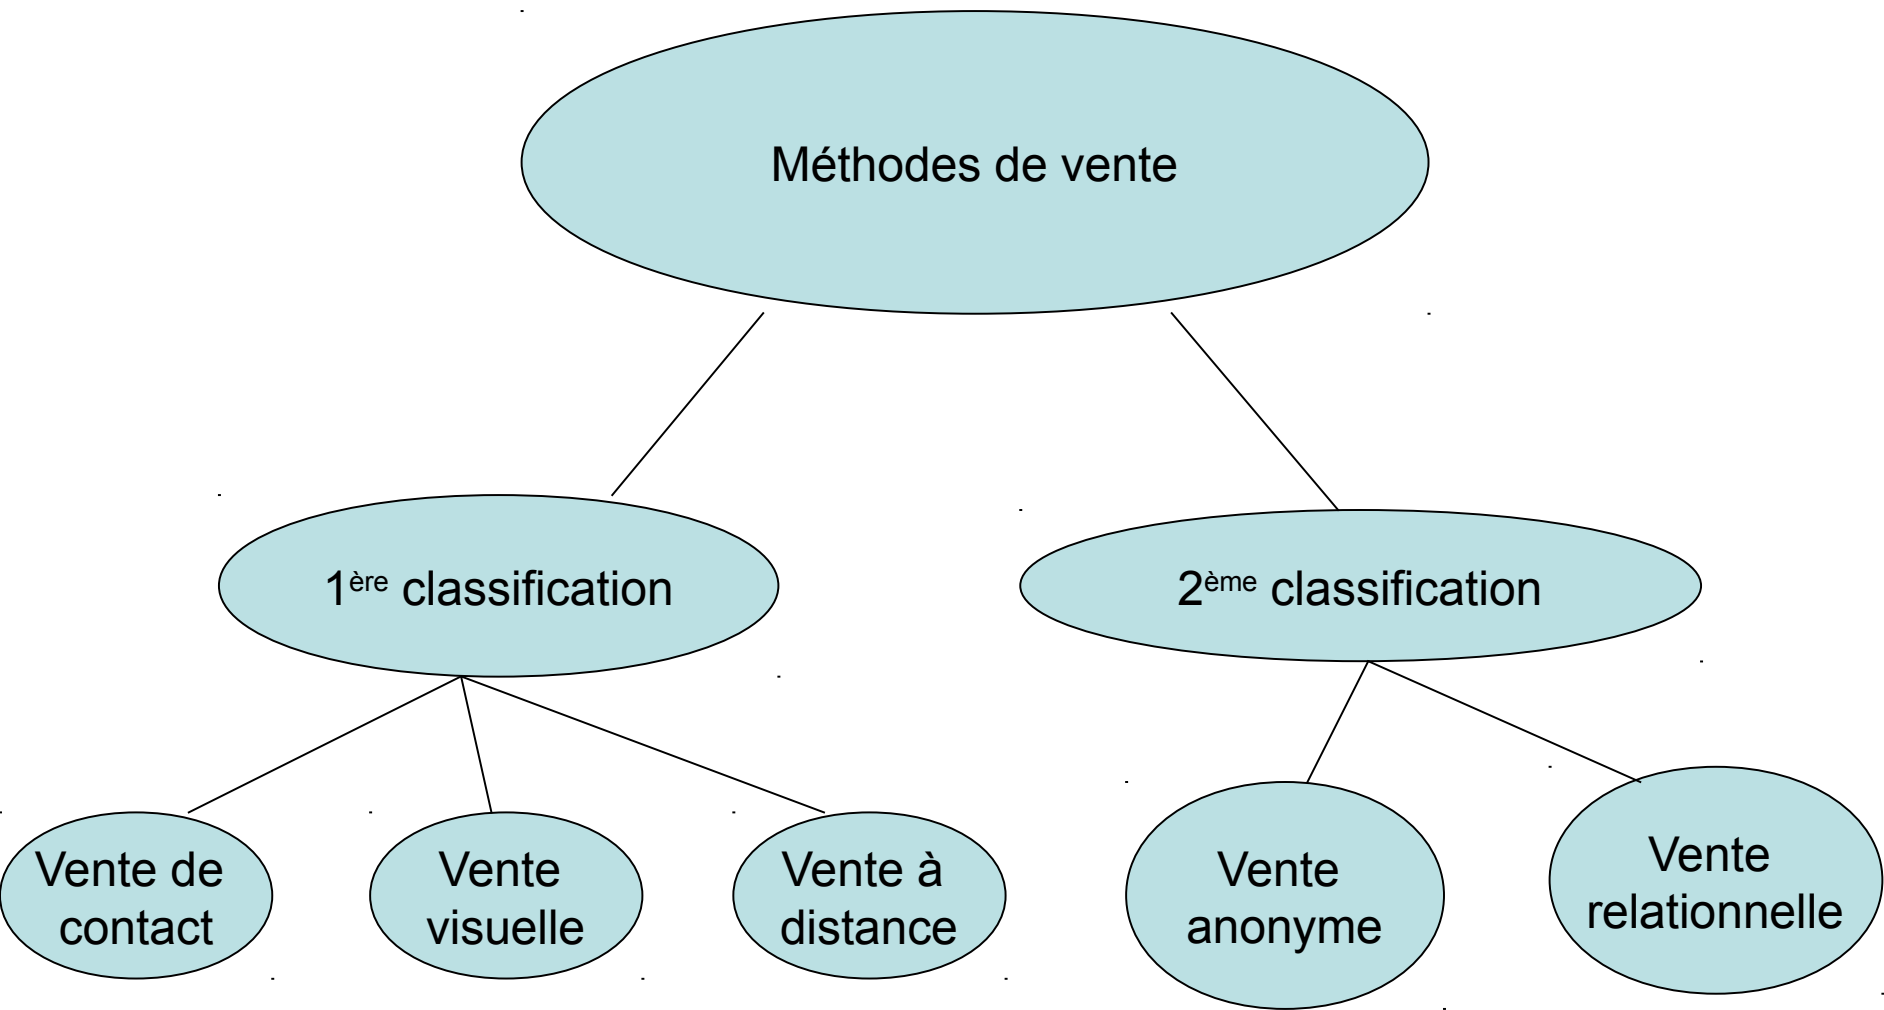 Méthodes de vente
1ère classification
2ème classification
Vente de
contact
Vente
visuelle
Vente à
distance
Vente
anonyme
Vente
relationnelle